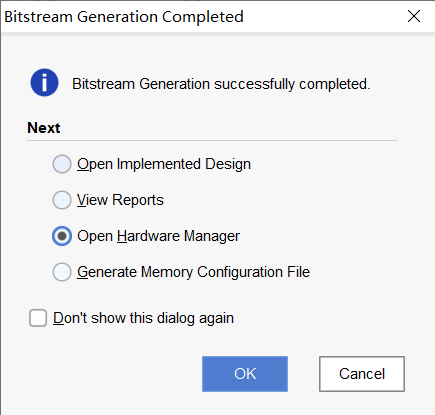 Bitstream Generation Completed
Bitstream Generation successfully completed.
Next
Open Implemented Design
View Reports
Open Hardware Manager
Generate Memory Configuration File
Don't show this dialog again
OK
Cancel